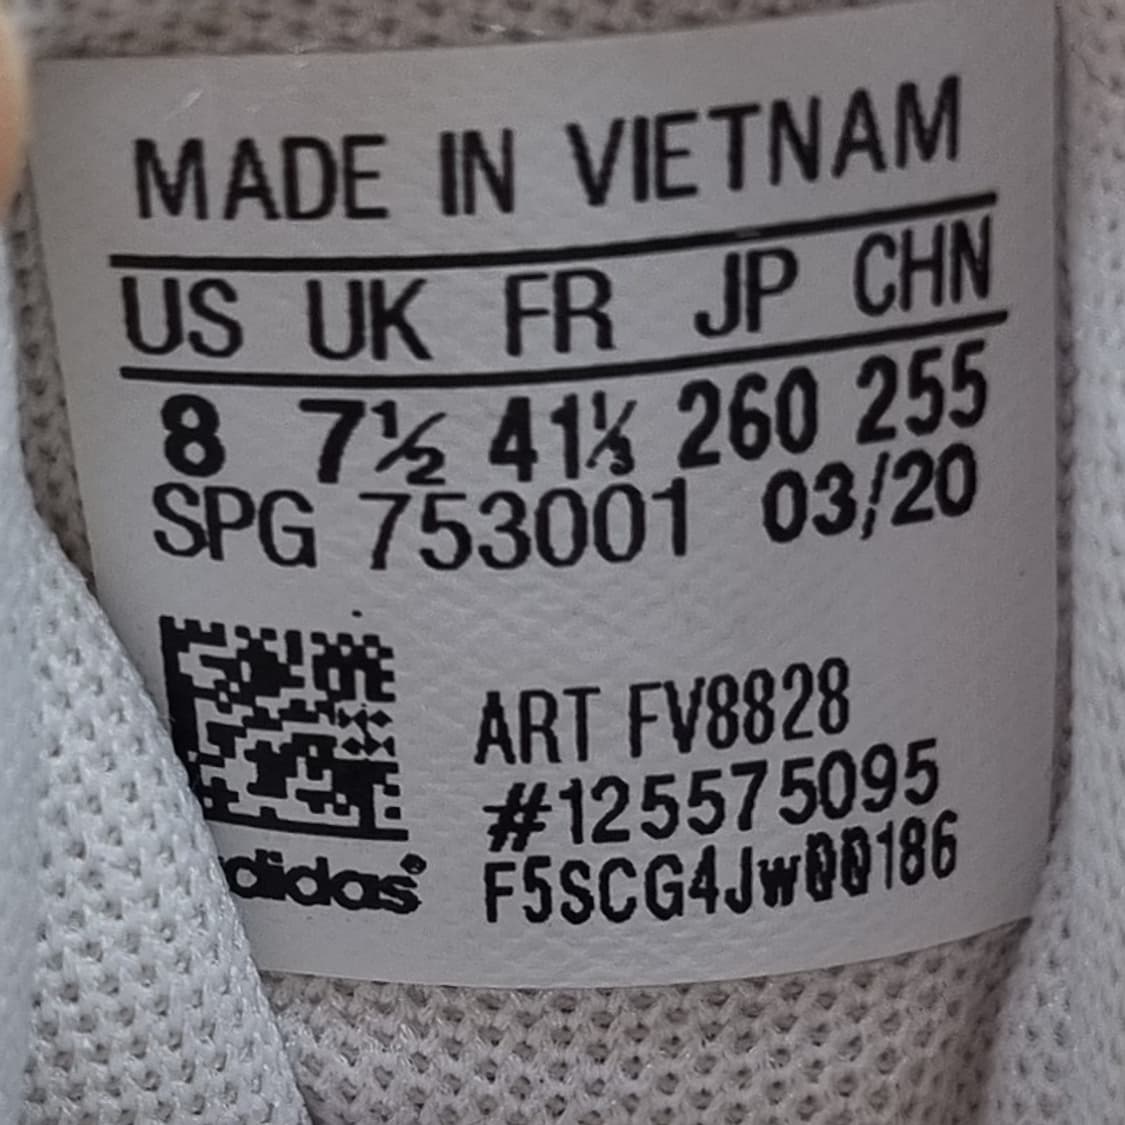 MADE IN VIETNAM
US UK FR JP CHN
8 7½ 41⅓ 260 255
SPG 753001 03/20
ART FV8828
#125575095
F5SCG4Jw00186
adidas®